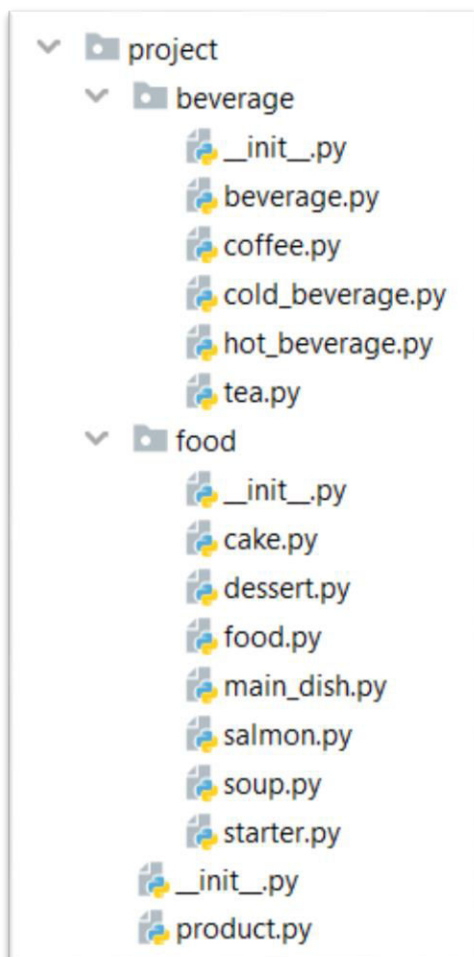 project
beverage
__init__.py
beverage.py
coffee.py
cold_beverage.py
hot_beverage.py
tea.py
food
__init__.py
cake.py
dessert.py
food.py
main_dish.py
salmon.py
soup.py
starter.py
__init__.py
product.py